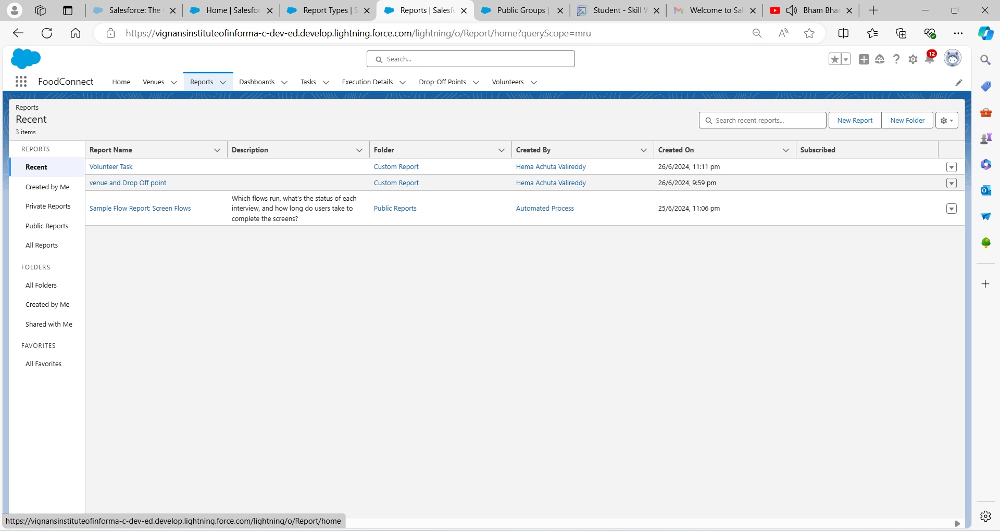 Salesforce: The
Home | Salesfor
Report Types | S
Reports | Salesfo
Public Groups |
Student - Skill W
Welcome to Sal
Bham Bhar
https://vignansinstituteofinforma-c-dev-ed.develop.lightning.force.com/lightning/o/Report/home?queryScope=mru
Search...
12
FoodConnect
Home
Venues
Reports
Dashboards
Tasks
Execution Details
Drop-Off Points
Volunteers
Reports
Recent
3 items
Search recent reports...
New Report
New Folder
REPORTS
Recent
Created by Me
Private Reports
Public Reports
All Reports
FOLDERS
All Folders
Created by Me
Shared with Me
FAVORITES
All Favorites
Report Name Description Folder Created By Created On Subscribed
Volunteer Task Custom Report Hema Achuta Valireddy 26/6/2024, 11:11 pm
venue and Drop Off point Custom Report Hema Achuta Valireddy 26/6/2024, 9:59 pm
Which flows run, what's the status of each
Sample Flow Report: Screen Flows interview, and how long do users take to Public Reports Automated Process 25/6/2024, 11:06 pm
complete the screens?
https://vignansinstituteofinforma-c-dev-ed.develop.lightning.force.com/lightning/o/Report/home